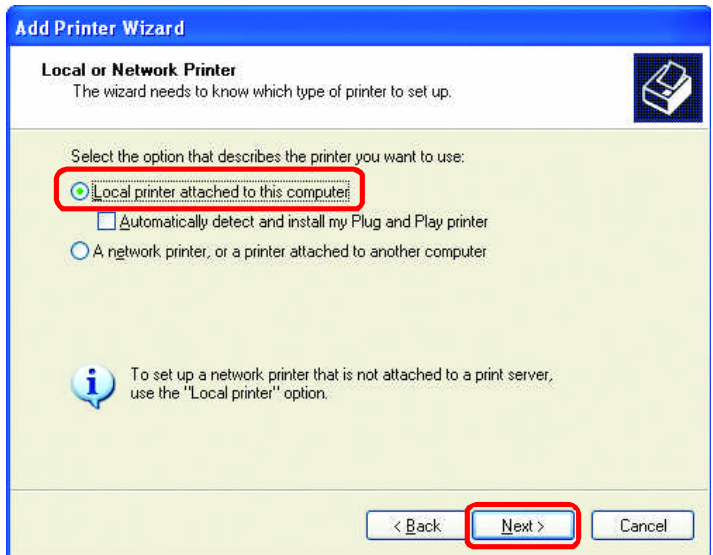 Add Printer Wizard
Local or Network Printer
The wizard needs to know which type of printer to set up.
Select the option that describes the printer you want to use:
Local printer attached to this computer
Automatically detect and install my Plug and Play printer
A network printer, or a printer attached to another computer
To set up a network printer that is not attached to a print server,
use the "Local printer" option.
< Back Next > Cancel